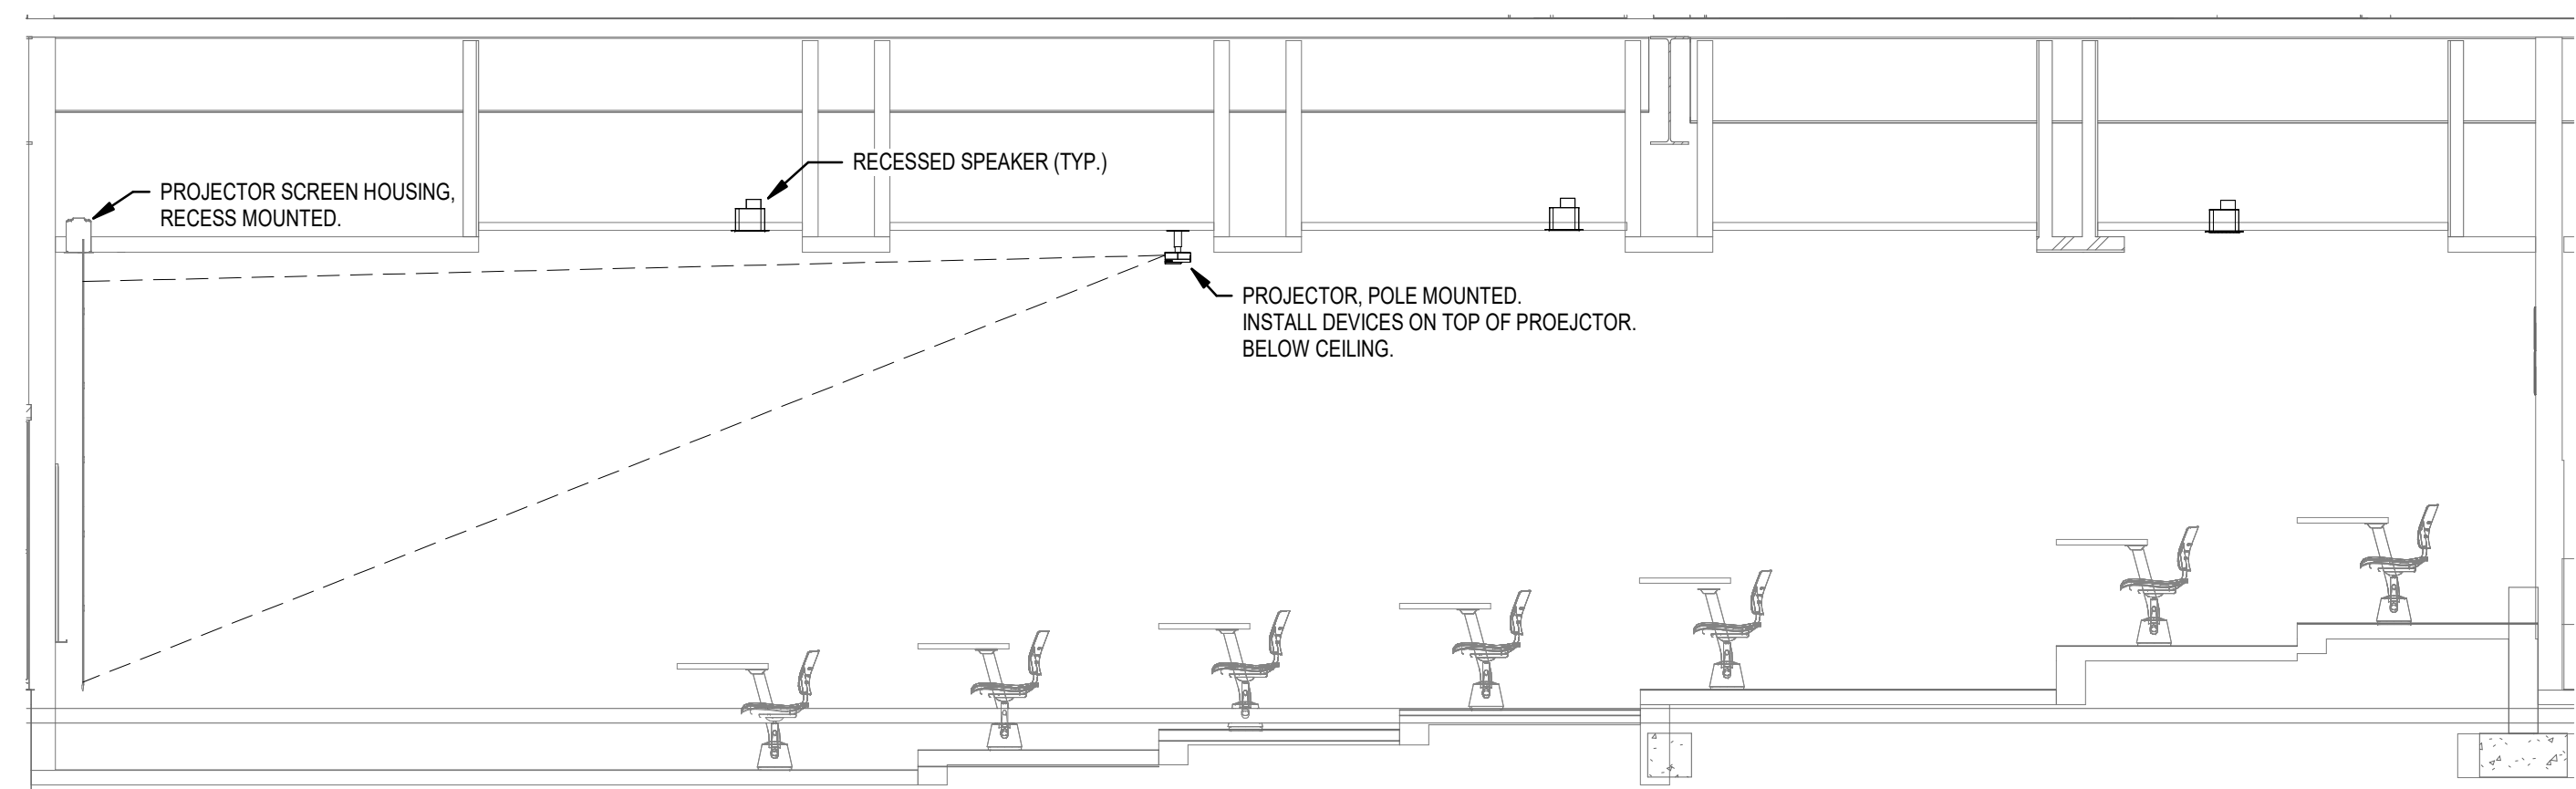 RECESSED SPEAKER (TYP.)
PROJECTOR SCREEN HOUSING,
RECESS MOUNTED.
PROJECTOR, POLE MOUNTED.
INSTALL DEVICES ON TOP OF PROEJCTOR.
BELOW CEILING.